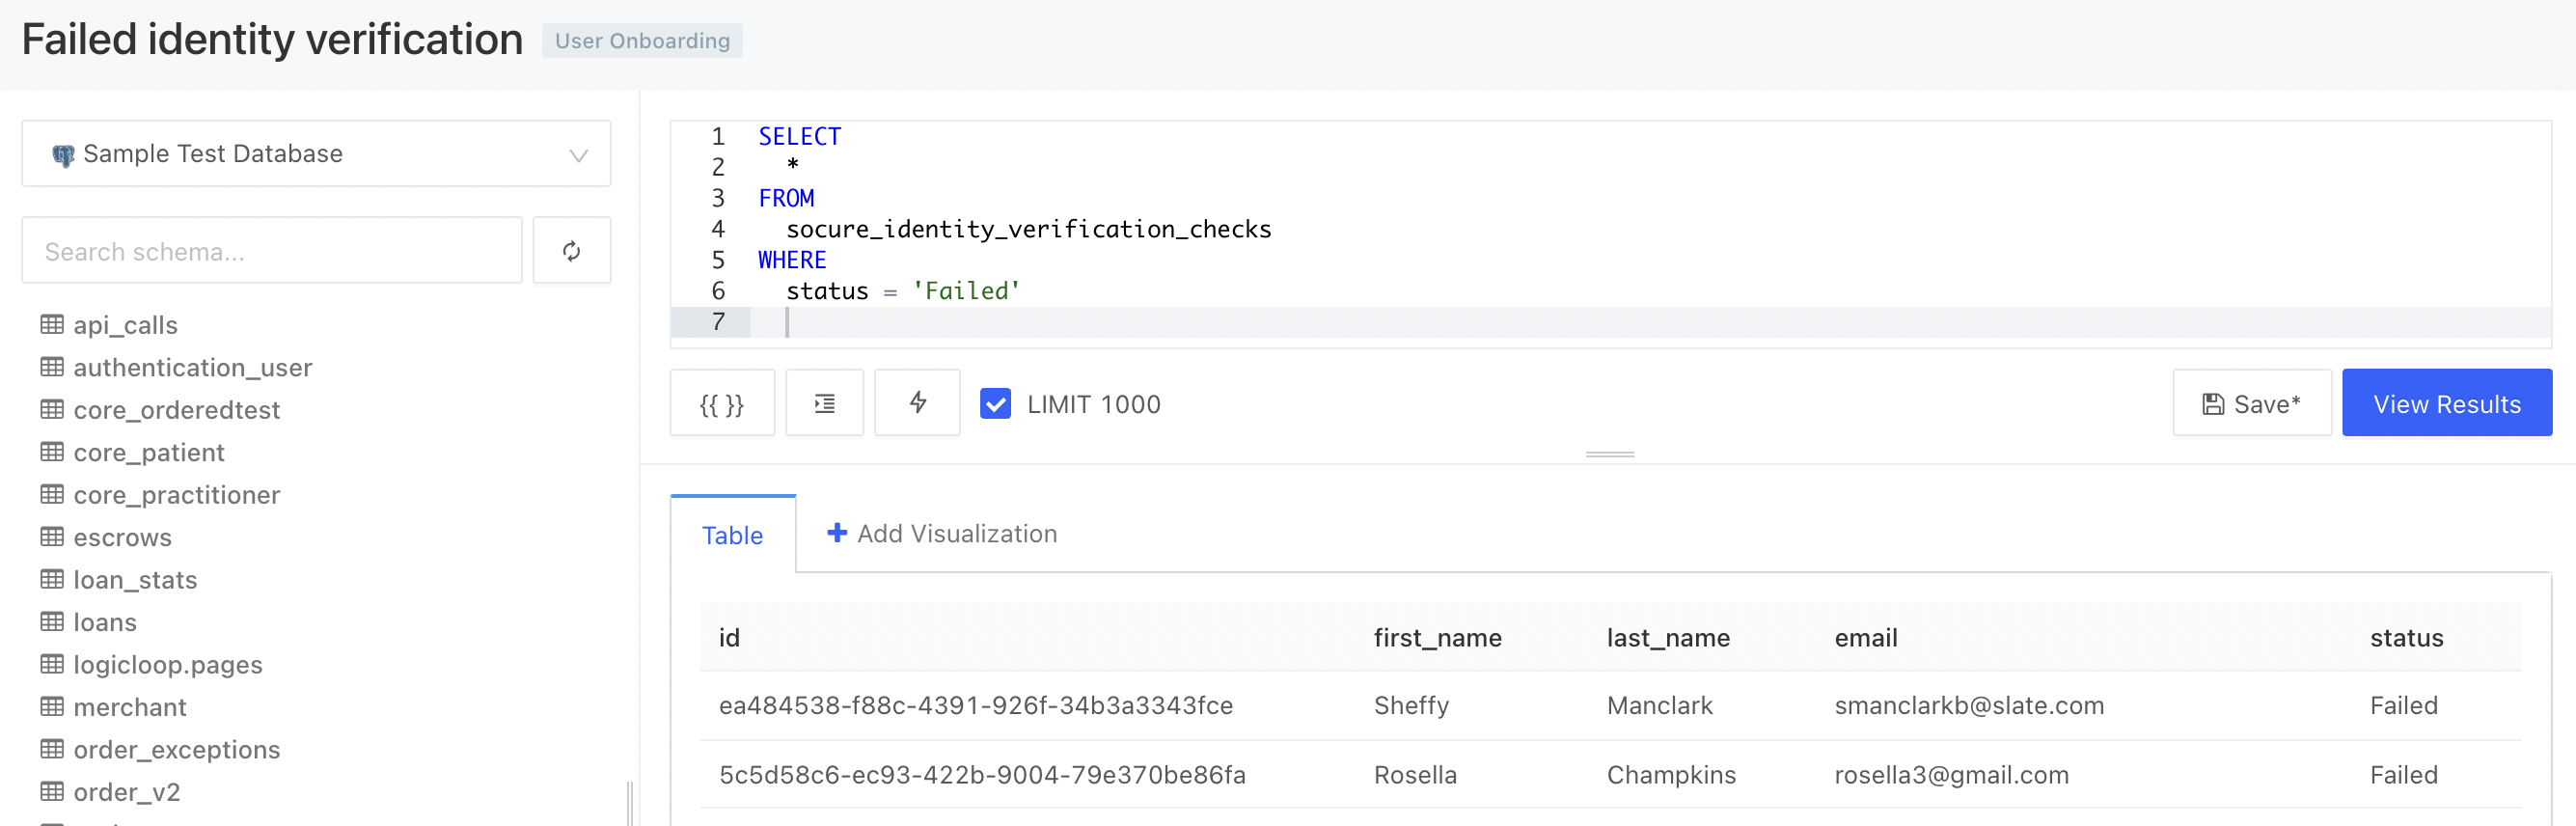 Failed identity verification User Onboarding
Sample Test Database
Search schema...
api_calls
authentication_user
core_orderedtest
core_patient
core_practitioner
escrows
loan_stats
loans
logicloop.pages
merchant
order_exceptions
order_v2
1 SELECT
2 *
3 FROM
4 socure_identity_verification_checks
5 WHERE
6 status = 'Failed'
7
{{ }} LIMIT 1000 Save* View Results
Table Add Visualization
id first_name last_name email status
ea484538-f88c-4391-926f-34b3a3343fce Sheffy Manclark smanclarkb@slate.com Failed
5c5d58c6-ec93-422b-9004-79e370be86fa Rosella Champkins rosella3@gmail.com Failed